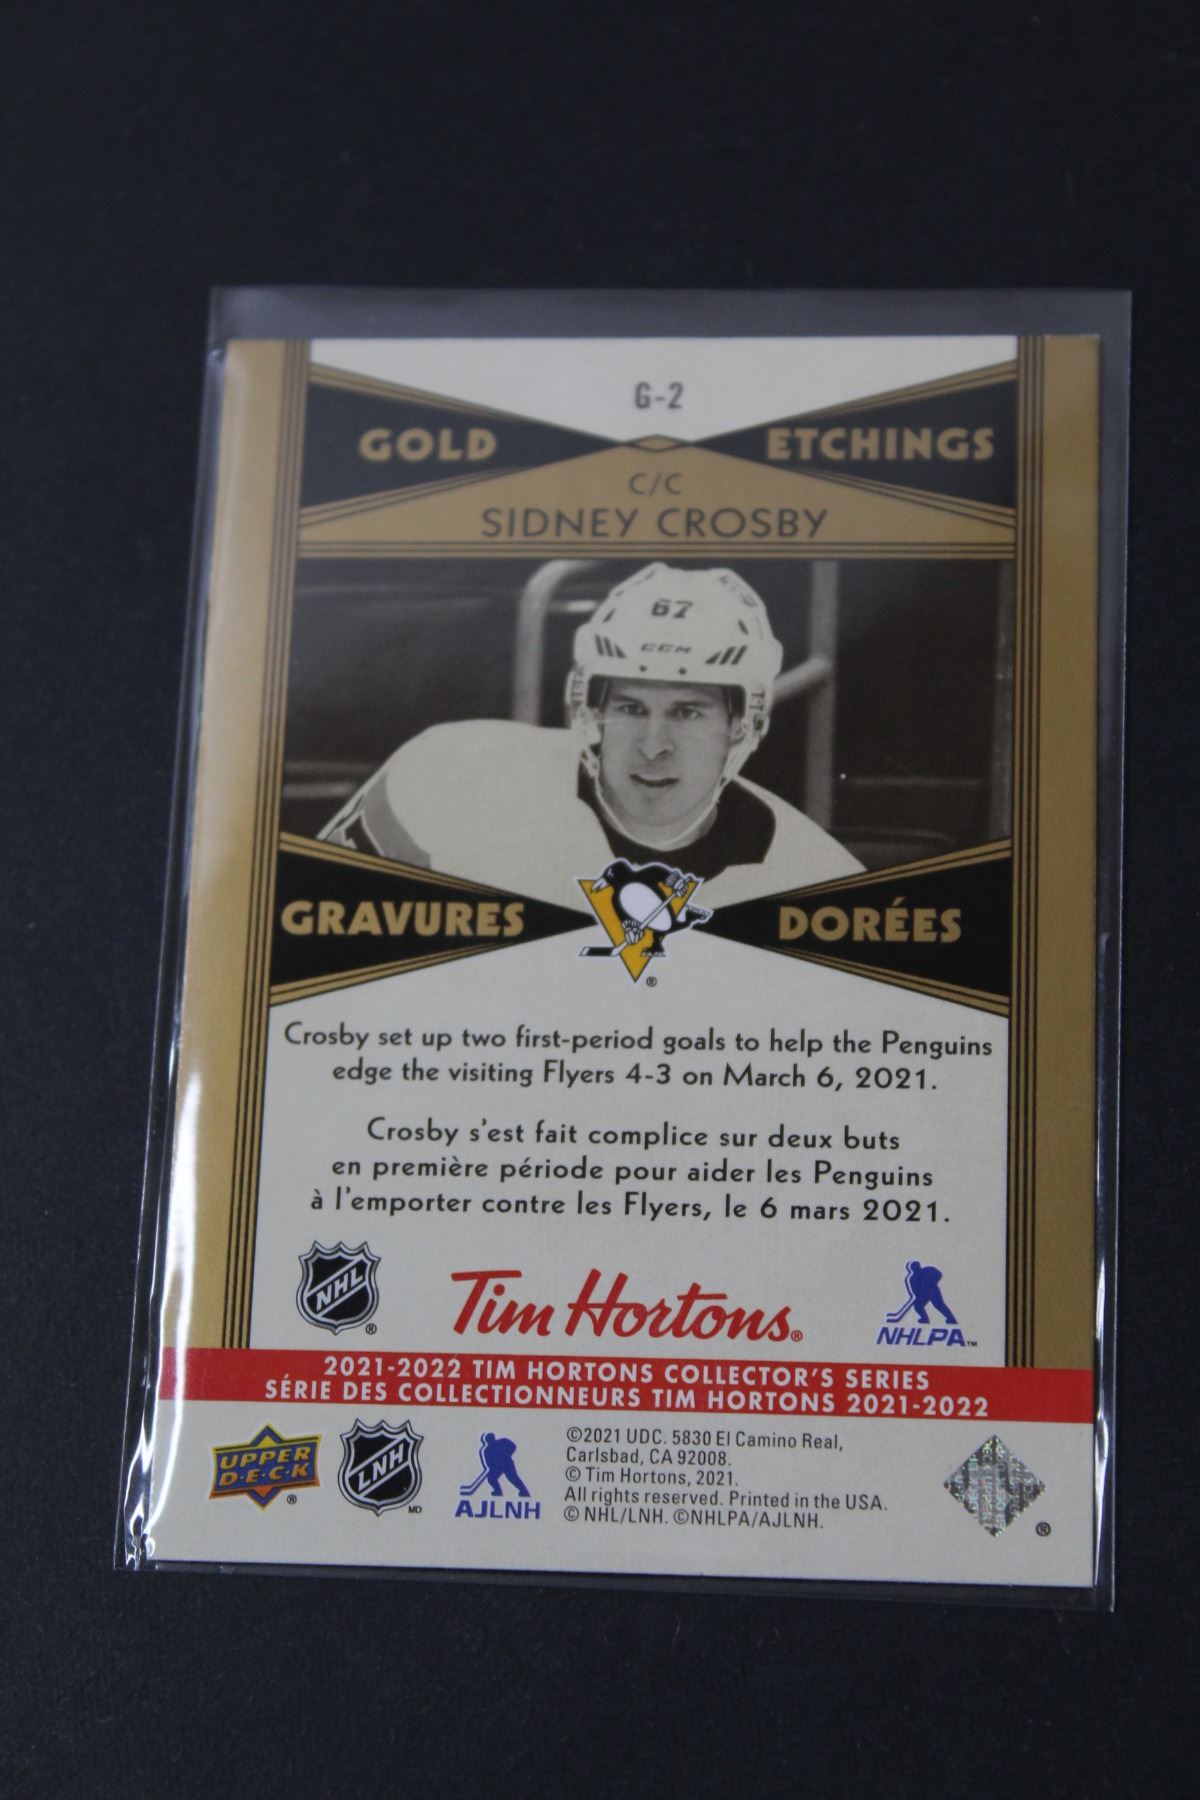 G-2
GOLD ETCHINGS
C/C
SIDNEY CROSBY
67
CCM
GRAVURES DORÉES
®
Crosby set up two first-period goals to help the Penguins
edge the visiting Flyers 4-3 on March 6, 2021.
Crosby s'est fait complice sur deux buts
en première période pour aider les Penguins
à l'emporter contre les Flyers, le 6 mars 2021.
NHL ®
Tim Hortons®
NHLPA™
2021-2022 TIM HORTONS COLLECTOR'S SERIES
SÉRIE DES COLLECTIONNEURS TIM HORTONS 2021-2022
UPPER
D·E·C·K ®
LNH MD
AJLNH
©2021 UDC. 5830 El Camino Real,
Carlsbad, CA 92008.
© Tim Hortons, 2021.
All rights reserved. Printed in the USA.
© NHL/LNH. ©NHLPA/AJLNH.
®